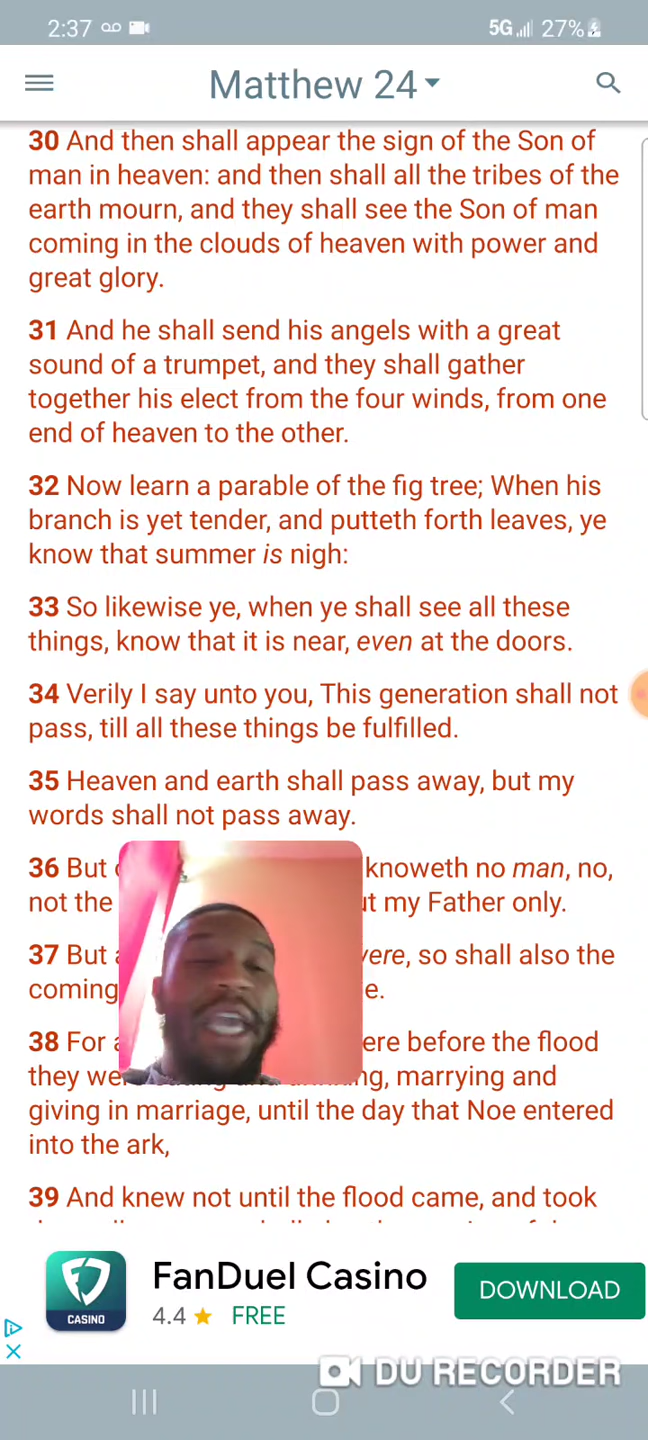 2:37
5G 27%
Matthew 24
30 And then shall appear the sign of the Son of
man in heaven: and then shall all the tribes of the
earth mourn, and they shall see the Son of man
coming in the clouds of heaven with power and
great glory.
31 And he shall send his angels with a great
sound of a trumpet, and they shall gather
together his elect from the four winds, from one
end of heaven to the other.
32 Now learn a parable of the fig tree; When his
branch is yet tender, and putteth forth leaves, ye
know that summer is nigh:
33 So likewise ye, when ye shall see all these
things, know that it is near, even at the doors.
34 Verily I say unto you, This generation shall not
pass, till all these things be fulfilled.
35 Heaven and earth shall pass away, but my
words shall not pass away.
36 But knoweth no man, no,
not the my Father only.
37 But so shall also the
coming
38 For before the flood
they marrying and
giving in marriage, until the day that Noe entered
into the ark,
39 And knew not until the flood came, and took
FanDuel Casino
CASINO
4.4 ★ FREE
DOWNLOAD
DU RECORDER